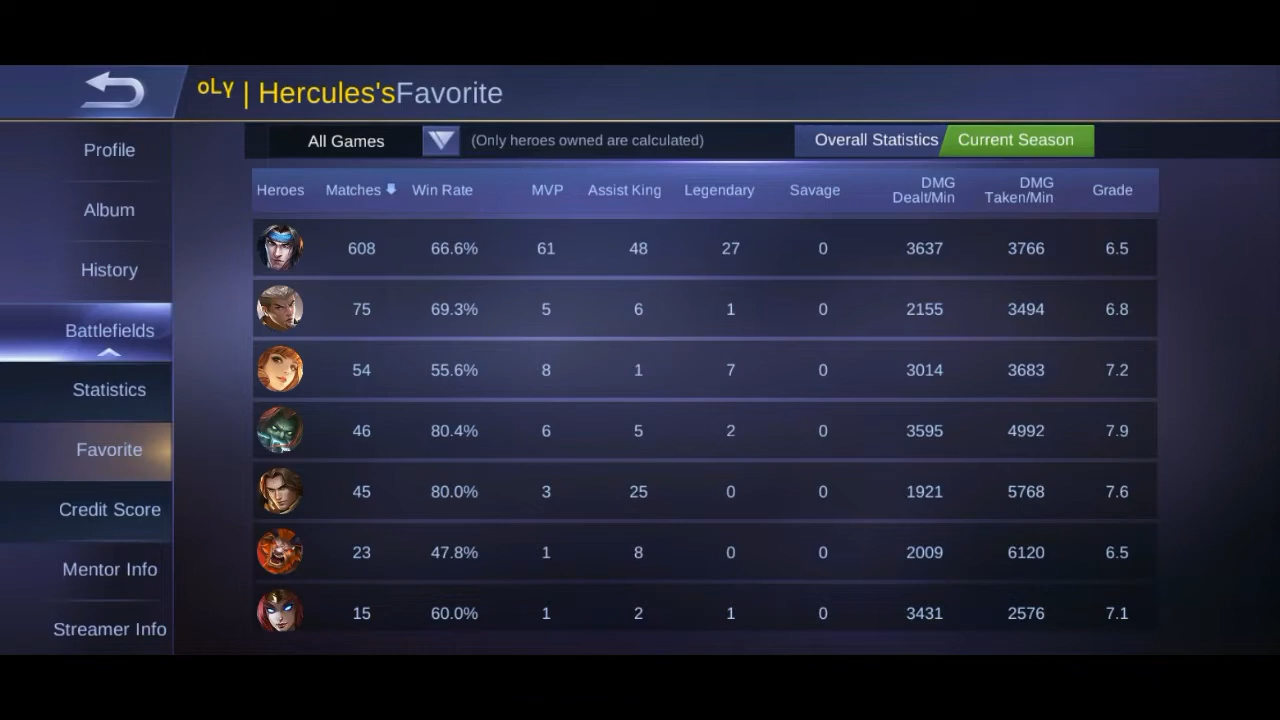 oLY | Hercules'sFavorite
Profile
Album
History
Battlefields
Statistics
Favorite
Credit Score
Mentor Info
Streamer Info
All Games (Only heroes owned are calculated) Overall Statistics Current Season
Heroes Matches Win Rate MVP Assist King Legendary Savage DMG Dealt/Min DMG Taken/Min Grade
608 66.6% 61 48 27 0 3637 3766 6.5
75 69.3% 5 6 1 0 2155 3494 6.8
54 55.6% 8 1 7 0 3014 3683 7.2
46 80.4% 6 5 2 0 3595 4992 7.9
45 80.0% 3 25 0 0 1921 5768 7.6
23 47.8% 1 8 0 0 2009 6120 6.5
15 60.0% 1 2 1 0 3431 2576 7.1